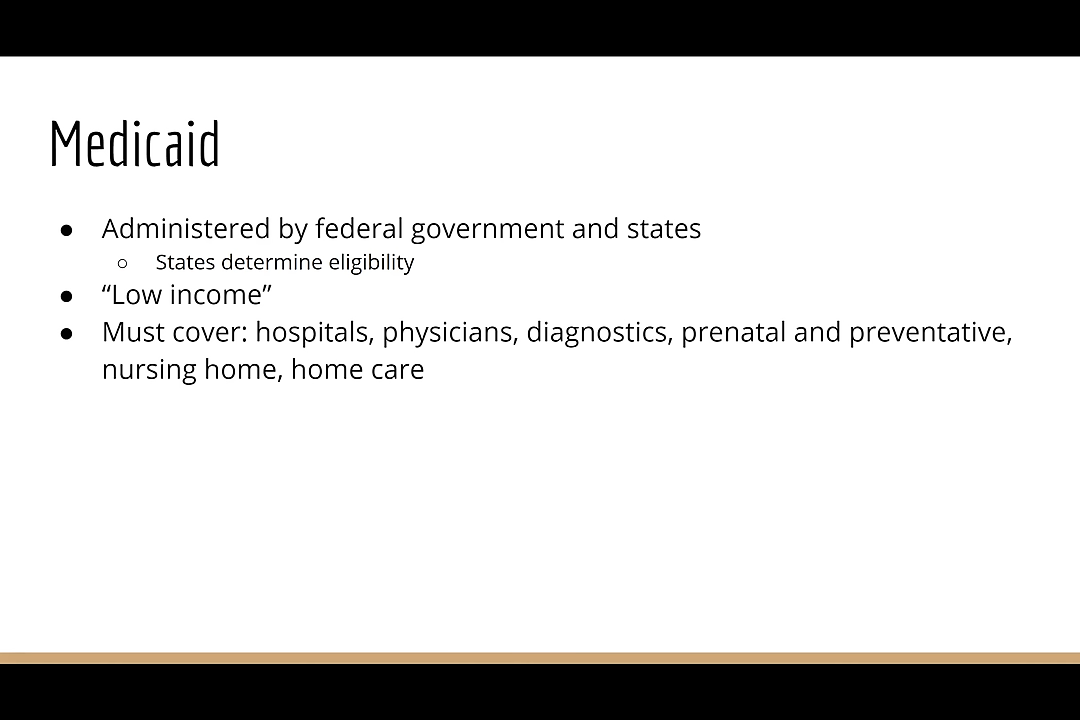 Medicaid
● Administered by federal government and states
○ States determine eligibility
● “Low income”
● Must cover: hospitals, physicians, diagnostics, prenatal and preventative,
nursing home, home care